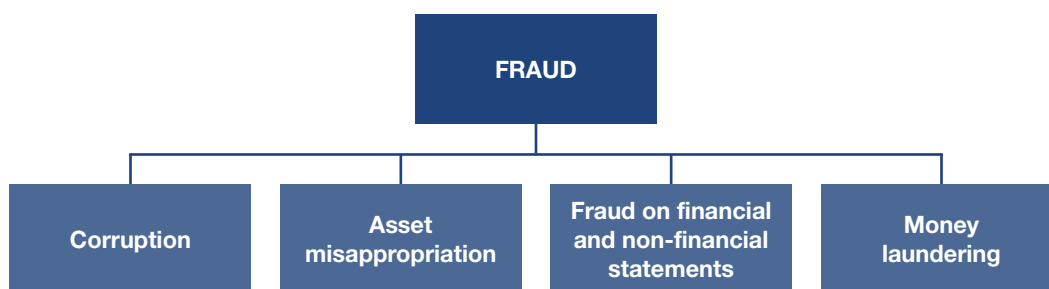 FRAUD
Corruption
Asset
misappropriation
Fraud on financial
and non-financial
statements
Money
laundering